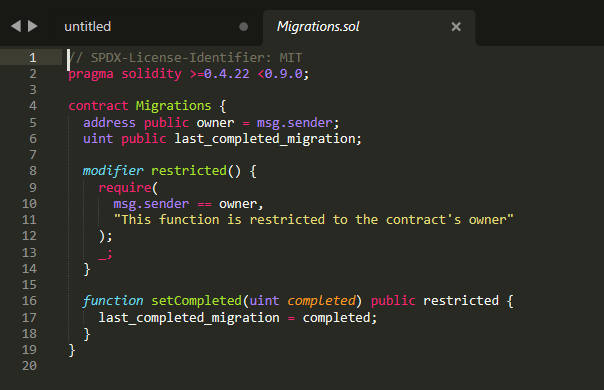 untitled
Migrations.sol
1 // SPDX-License-Identifier: MIT
2 pragma solidity >=0.4.22 <0.9.0;
3
4 contract Migrations {
5   address public owner = msg.sender;
6   uint public last_completed_migration;
7
8   modifier restricted() {
9     require(
10       msg.sender == owner,
11       "This function is restricted to the contract's owner"
12     );
13     _;
14   }
15
16   function setCompleted(uint completed) public restricted {
17     last_completed_migration = completed;
18   }
19 }
20